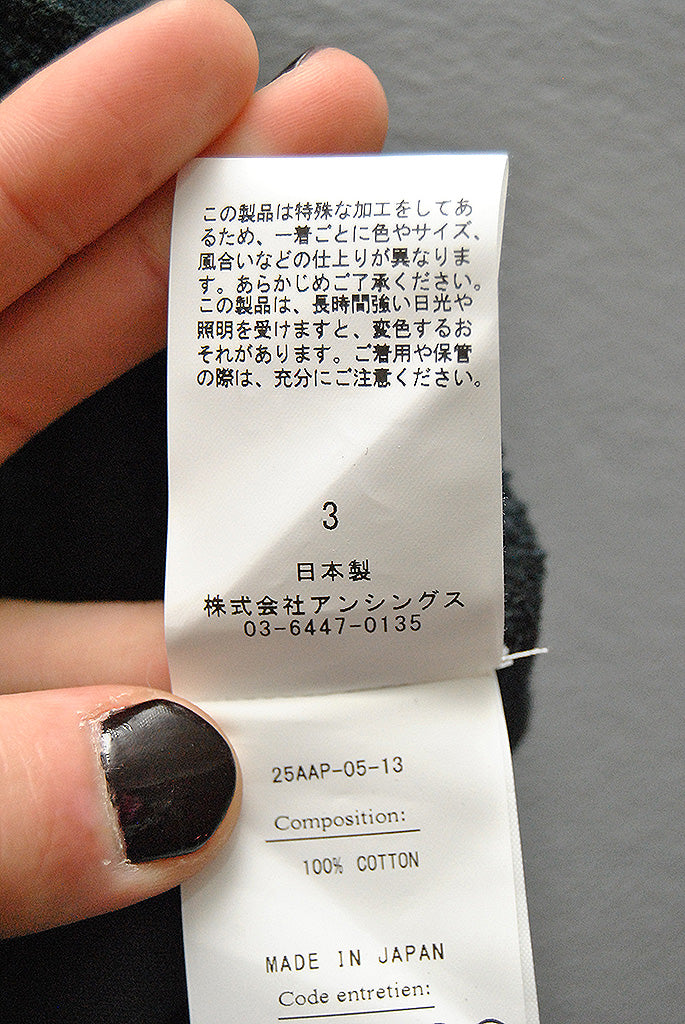 この製品は特殊な加工をしてあ
るため、一着ごとに色やサイズ、
風合いなどの仕上りが異なりま
す。あらかじめご了承ください。
この製品は、長時間強い日光や
照明を受けますと、変色するお
それがあります。ご着用や保管
の際は、充分にご注意ください。
3
日本製
株式会社アンシングス
03-6447-0135
25AAP-05-13
Composition:
100% COTTON
MADE IN JAPAN
Code entretien: